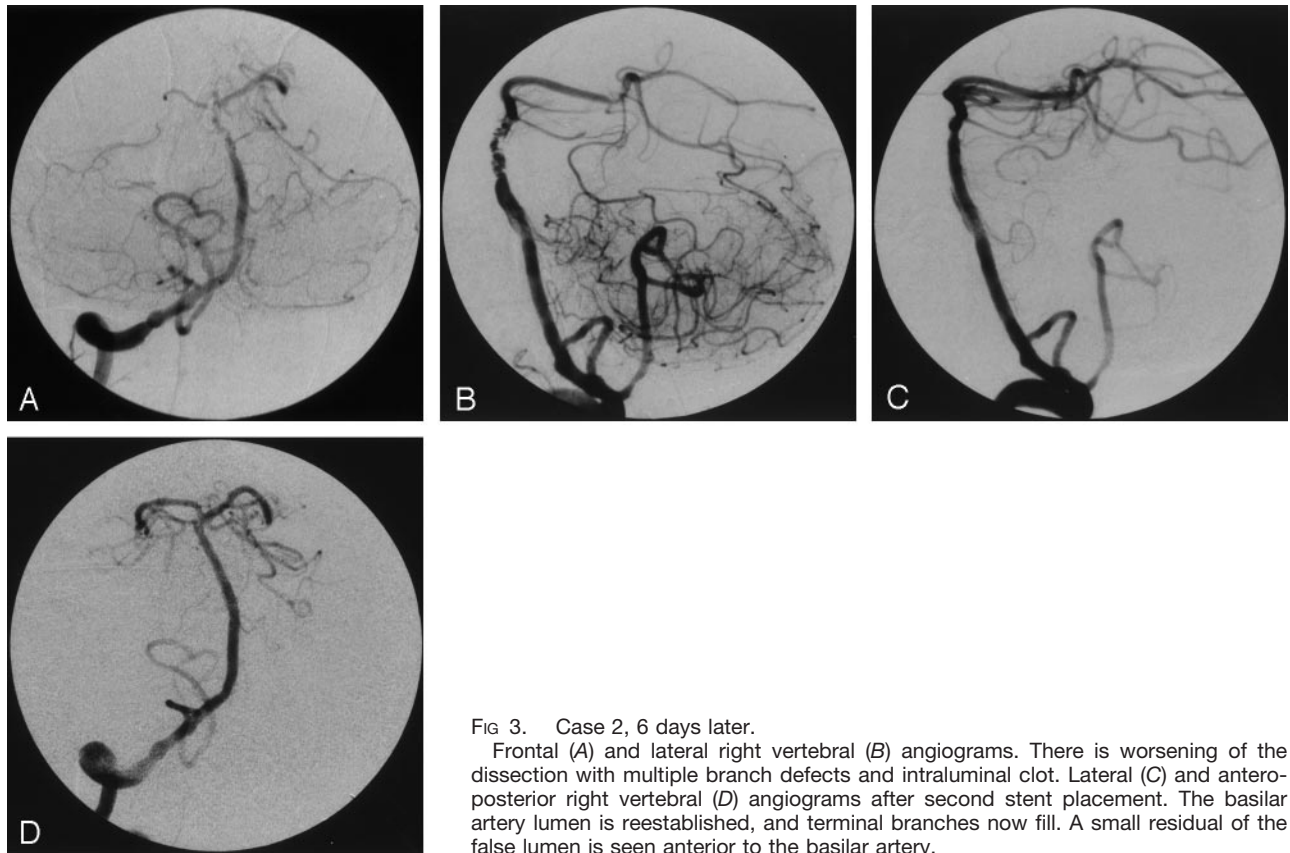 A
B
C
D
FIG 3. Case 2, 6 days later.
Frontal (A) and lateral right vertebral (B) angiograms. There is worsening of the
dissection with multiple branch defects and intraluminal clot. Lateral (C) and antero-
posterior right vertebral (D) angiograms after second stent placement. The basilar
artery lumen is reestablished, and terminal branches now fill. A small residual of the
false lumen is seen anterior to the basilar artery.